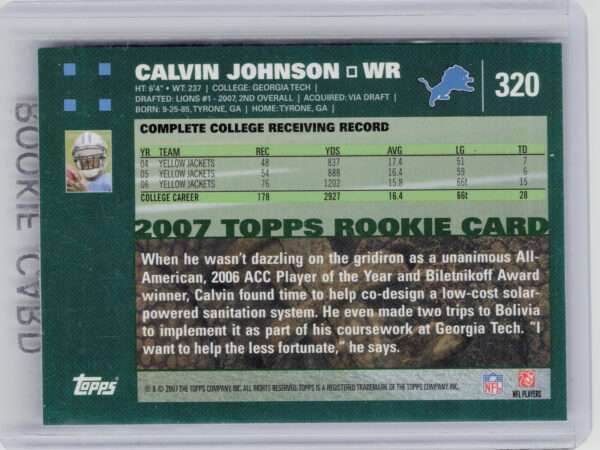 CALVIN JOHNSON WR
320
HT: 6'4" • WT: 237 | COLLEGE: GEORGIA TECH |
DRAFTED: LIONS #1 - 2007, 2ND OVERALL | ACQUIRED: VIA DRAFT |
BORN: 9-25-85, TYRONE, GA | HOME: TYRONE, GA |
COMPLETE COLLEGE RECEIVING RECORD
YR TEAM REC YDS AVG LG TD
04 YELLOW JACKETS 48 837 17.4 51 7
05 YELLOW JACKETS 54 888 16.4 59 6
06 YELLOW JACKETS 76 1202 15.8 66t 15
COLLEGE CAREER 178 2927 16.4 66t 28
2007 TOPPS ROOKIE CARD
When he wasn't dazzling on the gridiron as a unanimous All-
American, 2006 ACC Player of the Year and Biletnikoff Award
winner, Calvin found time to help co-design a low-cost solar-
powered sanitation system. He even made two trips to Bolivia
to implement it as part of his coursework at Georgia Tech. "I
want to help the less fortunate," he says.
Topps
® & © 2007 THE TOPPS COMPANY, INC. ALL RIGHTS RESERVED. TOPPS IS A REGISTERED TRADEMARK OF THE TOPPS COMPANY, INC.
NFL
NFL PLAYERS
ROOKIE CARD